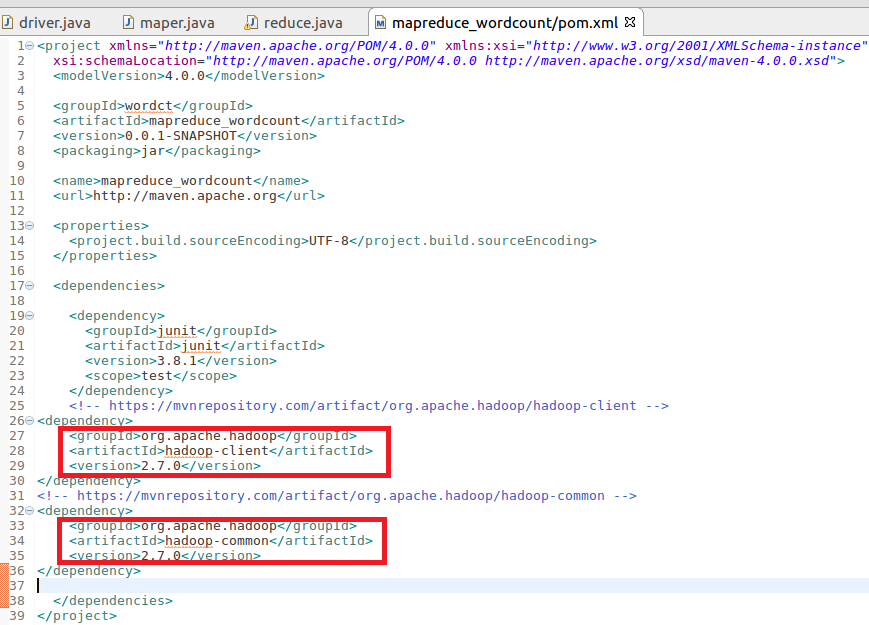 driver.java maper.java reduce.java mapreduce_wordcount/pom.xml
1 <project xmlns="http://maven.apache.org/POM/4.0.0" xmlns:xsi="http://www.w3.org/2001/XMLSchema-instance"
2 xsi:schemaLocation="http://maven.apache.org/POM/4.0.0 http://maven.apache.org/xsd/maven-4.0.0.xsd">
3 <modelVersion>4.0.0</modelVersion>
4
5 <groupId>wordct</groupId>
6 <artifactId>mapreduce_wordcount</artifactId>
7 <version>0.0.1-SNAPSHOT</version>
8 <packaging>jar</packaging>
9
10 <name>mapreduce_wordcount</name>
11 <url>http://maven.apache.org</url>
12
13 <properties>
14 <project.build.sourceEncoding>UTF-8</project.build.sourceEncoding>
15 </properties>
16
17 <dependencies>
18
19 <dependency>
20 <groupId>junit</groupId>
21 <artifactId>junit</artifactId>
22 <version>3.8.1</version>
23 <scope>test</scope>
24 </dependency>
25 <!-- https://mvnrepository.com/artifact/org.apache.hadoop/hadoop-client -->
26 <dependency>
27 <groupId>org.apache.hadoop</groupId>
28 <artifactId>hadoop-client</artifactId>
29 <version>2.7.0</version>
30 </dependency>
31 <!-- https://mvnrepository.com/artifact/org.apache.hadoop/hadoop-common -->
32 <dependency>
33 <groupId>org.apache.hadoop</groupId>
34 <artifactId>hadoop-common</artifactId>
35 <version>2.7.0</version>
36 </dependency>
37
38 </dependencies>
39 </project>